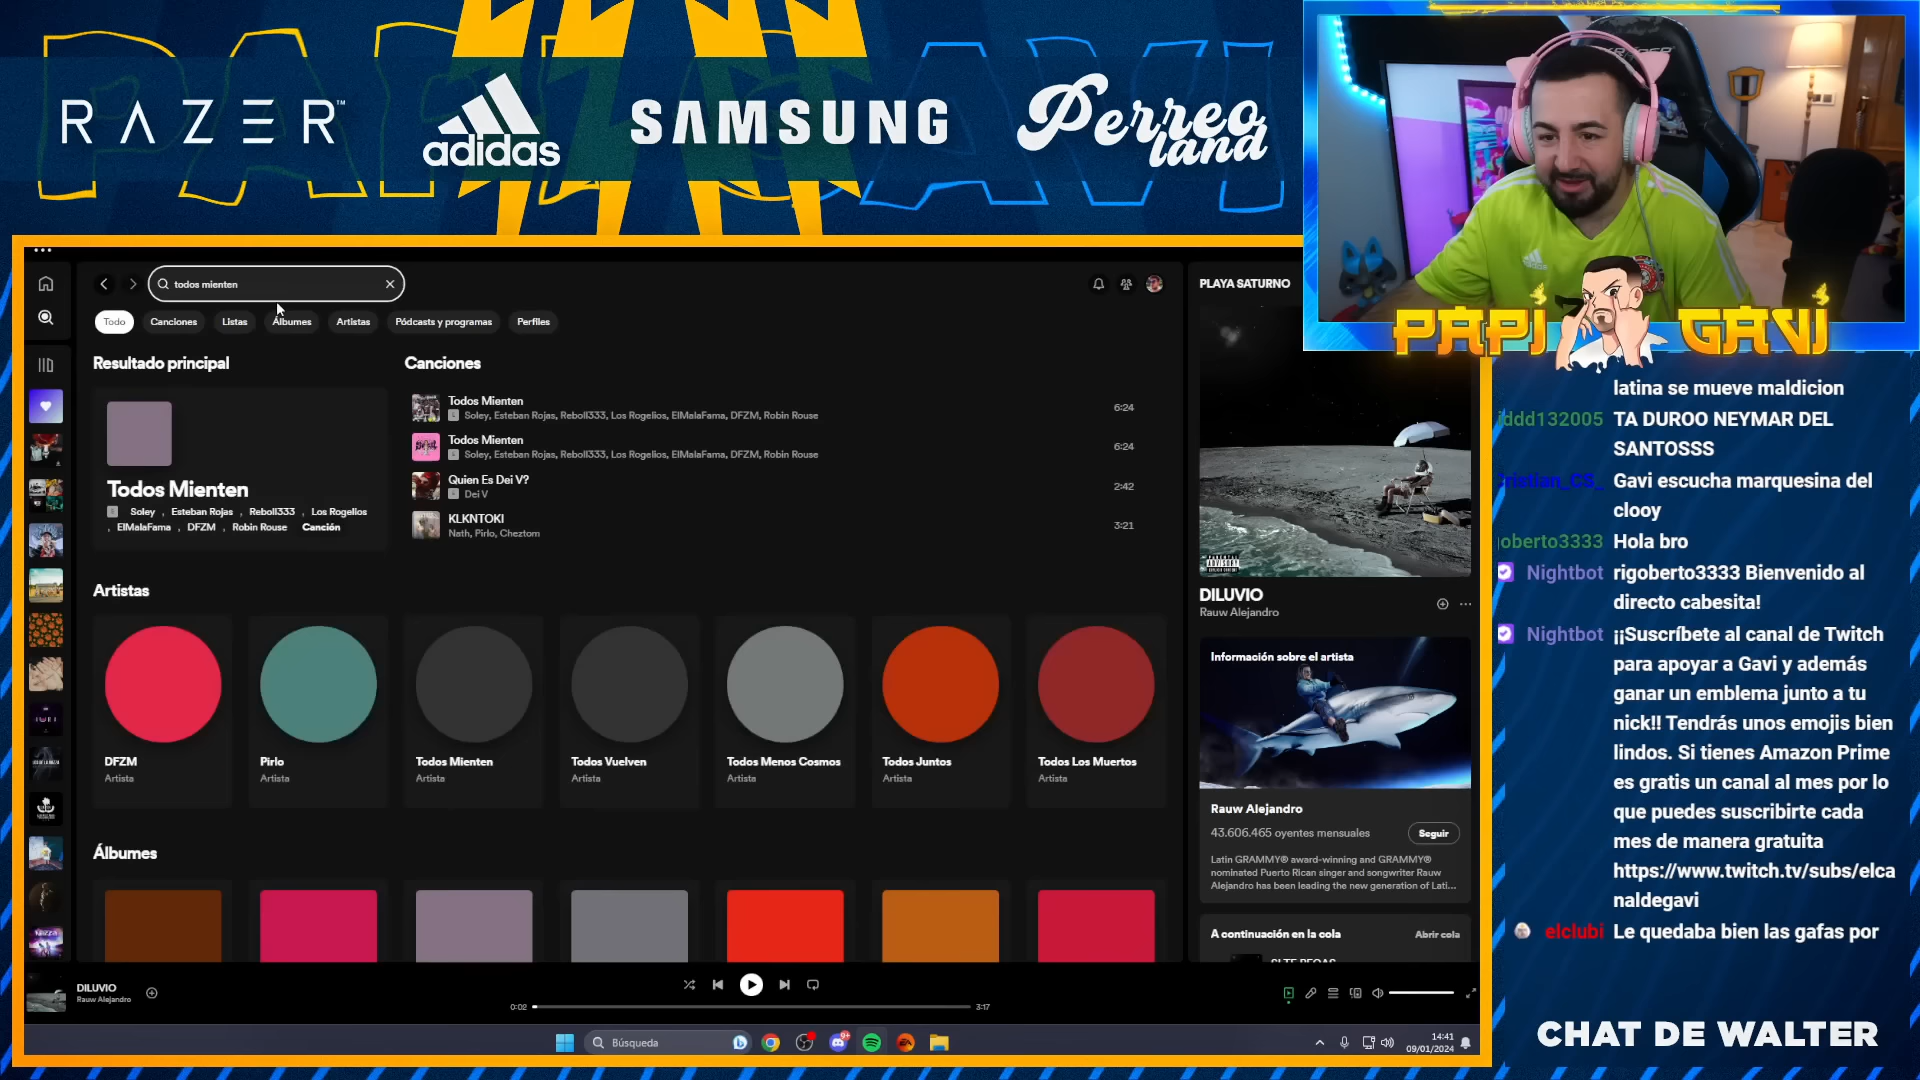 RAZER™
adidas
SAMSUNG
Perreo
land
PAPI GAVI
todos mienten
Todo
Canciones
Listas
Álbumes
Artistas
Pódcasts y programas
Perfiles
Resultado principal
Todos Mienten
E Soley , Esteban Rojas , Reboll333 , Los Rogelios
, ElMalaFama , DFZM , Robin Rouse Canción
Canciones
Todos Mienten
E Soley, Esteban Rojas, Reboll333, Los Rogelios, ElMalaFama, DFZM, Robin Rouse
6:24
Todos Mienten
E Soley, Esteban Rojas, Reboll333, Los Rogelios, ElMalaFama, DFZM, Robin Rouse
6:24
Quien Es Dei V?
E Dei V
2:42
KLKNTOKI
Nath, Pirlo, Cheztom
3:21
Artistas
DFZM
Artista
Pirlo
Artista
Todos Mienten
Artista
Todos Vuelven
Artista
Todos Menos Cosmos
Artista
Todos Juntos
Artista
Todos Los Muertos
Artista
Álbumes
PLAYA SATURNO
DILUVIO
Rauw Alejandro
Información sobre el artista
Rauw Alejandro
43.606.465 oyentes mensuales
Seguir
Latin GRAMMY® award-winning and GRAMMY®
nominated Puerto Rican singer and songwriter Rauw
Alejandro has been leading the new generation of Lati...
A continuación en la cola
Abrir cola
DILUVIO
Rauw Alejandro
0:02
3:17
Búsqueda
14:41
09/01/2024
latina se mueve maldicion
ddd132005 TA DUROO NEYMAR DEL
SANTOSSS
Cristian_CS_ Gavi escucha marquesina del
clooy
goberto3333 Hola bro
Nightbot rigoberto3333 Bienvenido al
directo cabesita!
Nightbot ¡¡Suscríbete al canal de Twitch
para apoyar a Gavi y además
ganar un emblema junto a tu
nick!! Tendrás unos emojis bien
lindos. Si tienes Amazon Prime
es gratis un canal al mes por lo
que puedes suscribirte cada
mes de manera gratuita
https://www.twitch.tv/subs/elca
naldegavi
elclubi Le quedaba bien las gafas por
CHAT DE WALTER